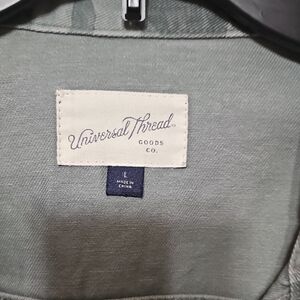 Universal Thread
GOODS
CO.
L
MADE IN
CHINA